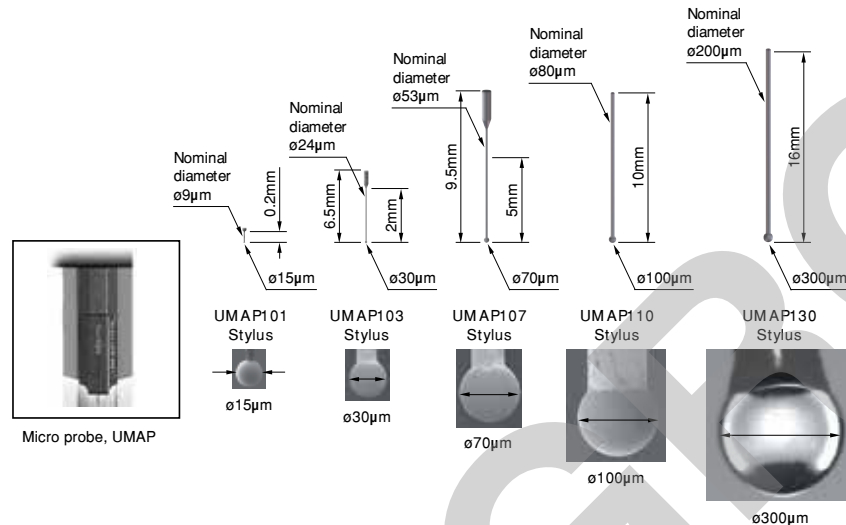 Nominal
diameter
ø9µm
0.2mm
ø15µm
UMAP101
Stylus
ø15µm
Nominal
diameter
ø24µm
6.5mm
2mm
ø30µm
UMAP103
Stylus
ø30µm
Nominal
diameter
ø53µm
9.5mm
5mm
ø70µm
UMAP107
Stylus
ø70µm
Nominal
diameter
ø80µm
10mm
ø100µm
UMAP110
Stylus
ø100µm
Nominal
diameter
ø200µm
16mm
ø300µm
UMAP130
Stylus
ø300µm
Micro probe, UMAP